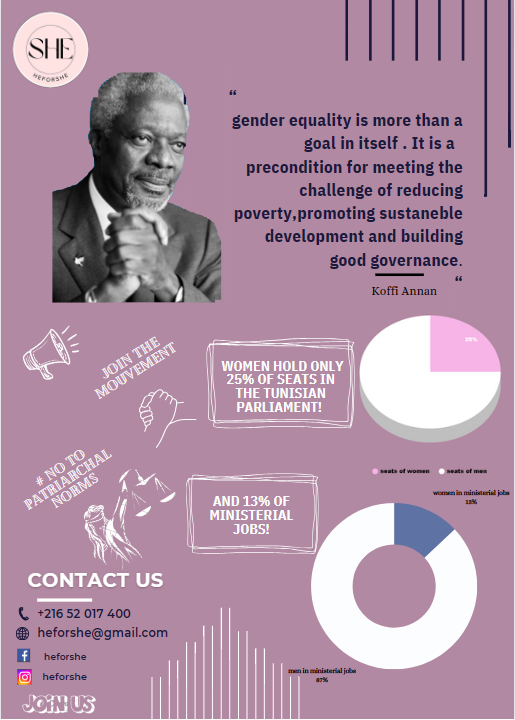 SHE
HEFORSHE
“
gender equality is more than a
goal in itself . It is a
precondition for meeting the
challenge of reducing
poverty,promoting sustaneble
development and building
good governance.
“
Koffi Annan
JOIN THE
MOUVEMENT
WOMEN HOLD ONLY
25% OF SEATS IN
THE TUNISIAN
PARLIAMENT!
25%
seats of women
seats of men
# NO TO
PATRIARCHAL
NORMS
AND 13% OF
MINISTERIAL
JOBS!
women in ministerial jobs
13%
men in ministerial jobs
87%
CONTACT US
+216 52 017 400
heforshe@gmail.com
heforshe
heforshe
JOIN US